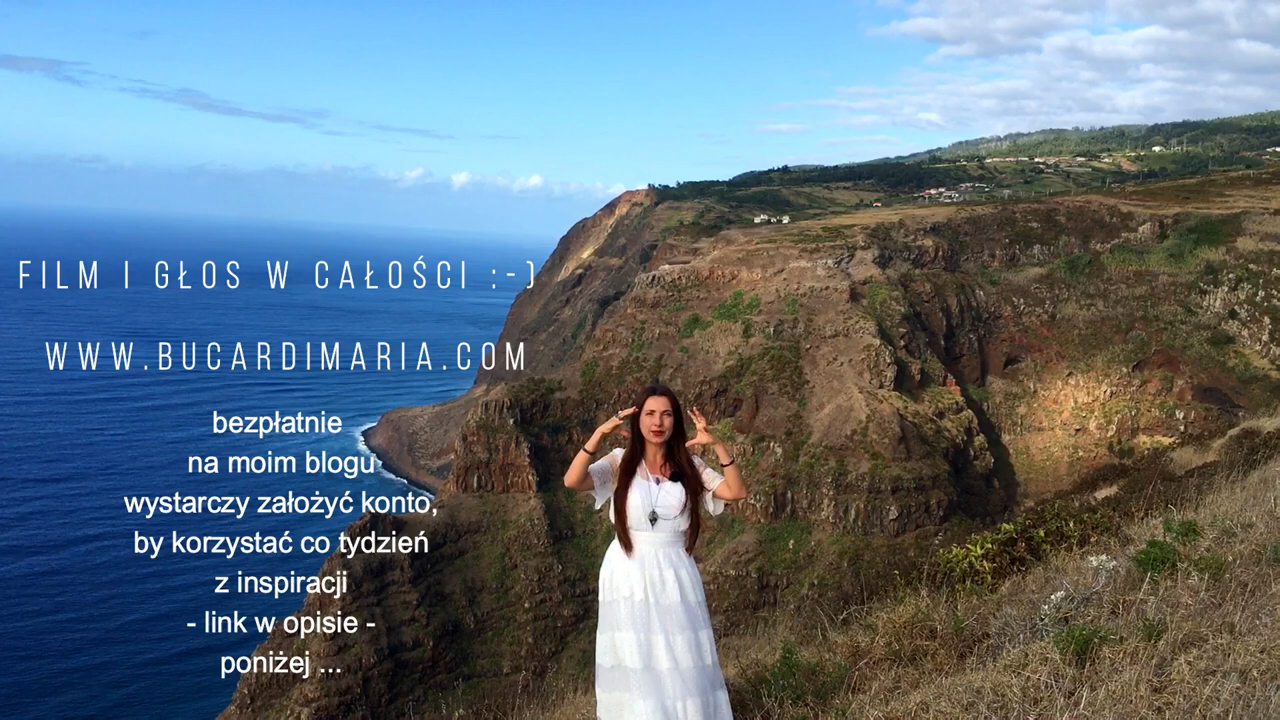 FILM I GŁOS W CAŁOŚCI :-)
WWW.BUCARDIMARIA.COM
bezpłatnie
na moim blogu
wystarczy założyć konto,
by korzystać co tydzień
z inspiracji
- link w opisie -
poniżej ...